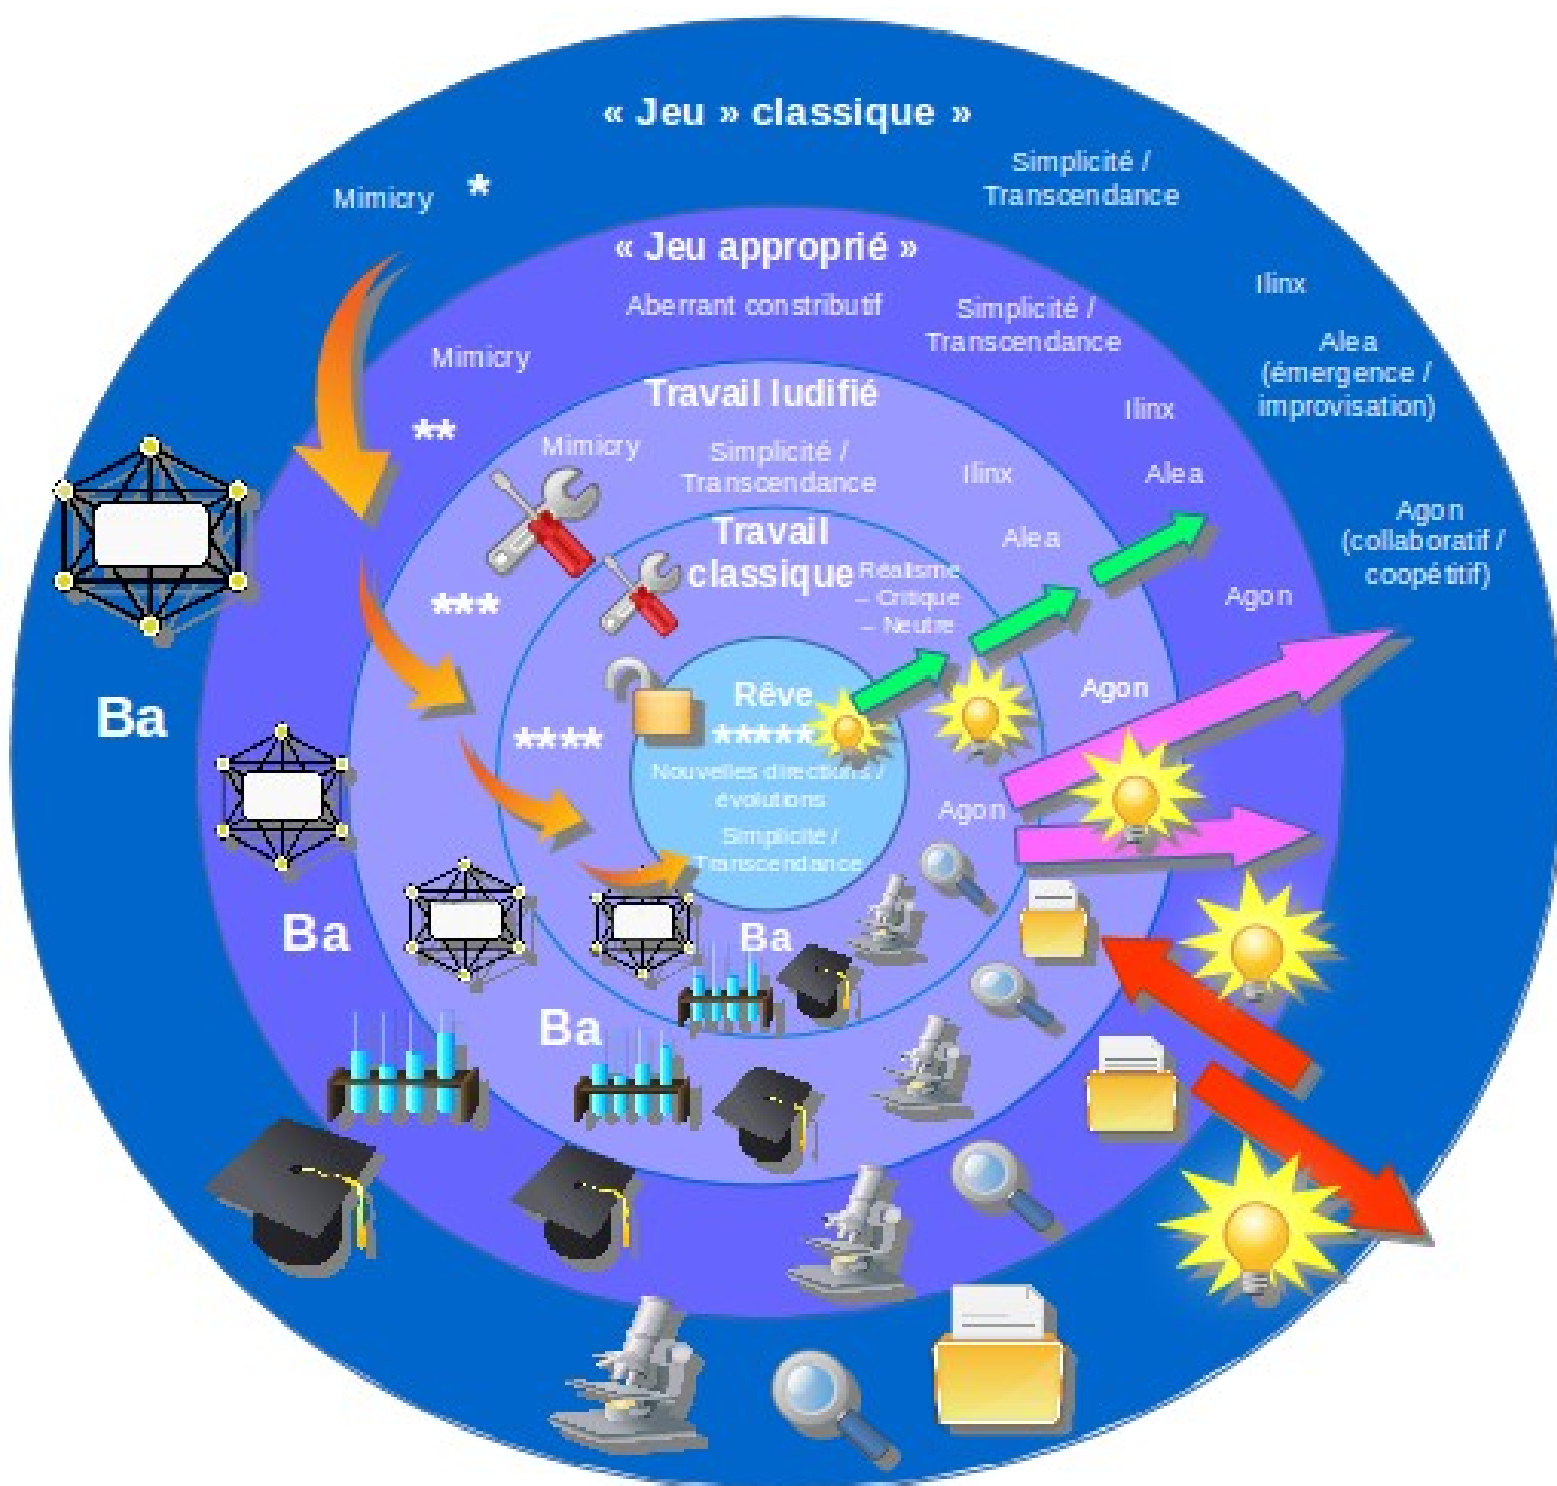 « Jeu » classique »
Mimicry *
Simplicité /
Transcendance
Ilinx
Alea
(émergence /
improvisation)
Agon
(collaboratif /
coopétitif)
« Jeu approprié »
Aberrant constributif
Simplicité /
Transcendance
Mimicry
**
Ilinx
Alea
Agon
Travail ludifié
Mimicry
Simplicité /
Transcendance
Ilinx
Alea
Agon
***
Travail
classique
Réalisme
– Critique
– Neutre
****
Agon
Rêve
*****
Nouvelles directions /
évolutions
Simplicité /
Transcendance
Ba
Ba
Ba
Ba